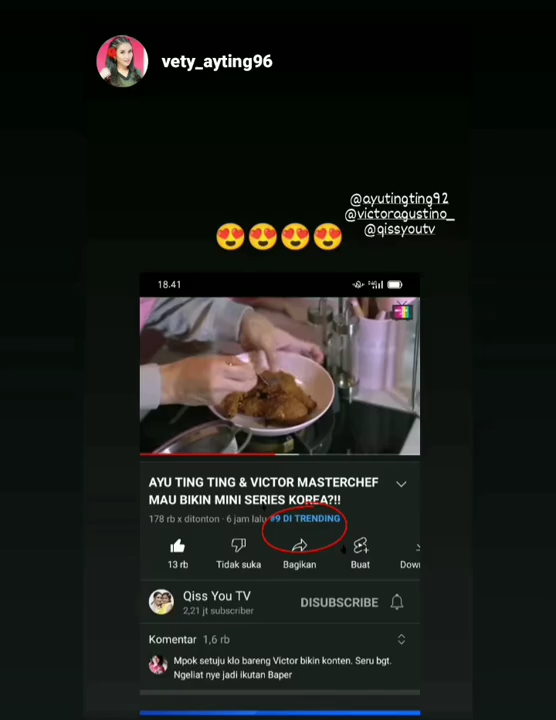 vety_ayting96
@ayutingting92
@victoragustino_
@qissyoutv
18.41
AYU TING TING & VICTOR MASTERCHEF
MAU BIKIN MINI SERIES KOREA?!!
178 rb x ditonton · 6 jam lalu #9 DI TRENDING
13 rb Tidak suka Bagikan Buat Down
Qiss You TV
2,21 jt subscriber
DISUBSCRIBE
Komentar 1,6 rb
Mpok setuju klo bareng Victor bikin konten. Seru bgt.
Ngeliat nye jadi ikutan Baper